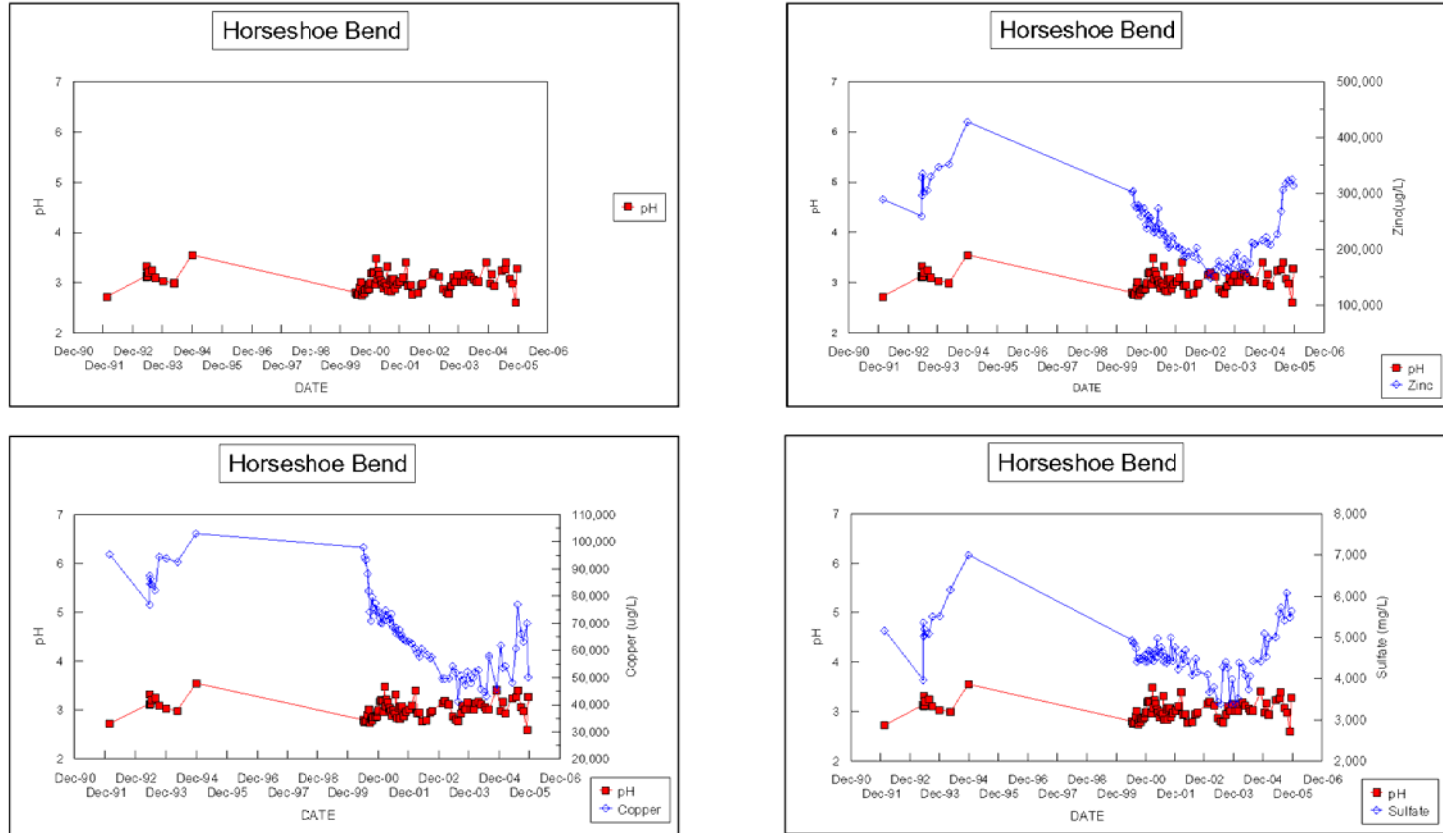 Horseshoe Bend
7
6
5
4
3
2
pH
pH
Dec-90 Dec-92 Dec-94 Dec-96 Dec-98 Dec-00 Dec-02 Dec-04 Dec-06
Dec-91 Dec-93 Dec-95 Dec-97 Dec-99 Dec-01 Dec-03 Dec-05
DATE
Horseshoe Bend
7
6
5
4
3
2
pH
500,000
400,000
300,000
200,000
100,000
Zinc(ug/L)
Dec-90 Dec-92 Dec-94 Dec-96 Dec-98 Dec-00 Dec-02 Dec-04 Dec-06
Dec-91 Dec-93 Dec-95 Dec-97 Dec-99 Dec-01 Dec-03 Dec-05
DATE
pH
Zinc
Horseshoe Bend
7
6
5
4
3
2
pH
110,000
100,000
90,000
80,000
70,000
60,000
50,000
40,000
30,000
20,000
Copper (ug/L)
Dec-90 Dec-92 Dec-94 Dec-96 Dec-98 Dec-00 Dec-02 Dec-04 Dec-06
Dec-91 Dec-93 Dec-95 Dec-97 Dec-99 Dec-01 Dec-03 Dec-05
DATE
pH
Copper
Horseshoe Bend
7
6
5
4
3
2
pH
8,000
7,000
6,000
5,000
4,000
3,000
2,000
Sulfate (mg/L)
Dec-90 Dec-92 Dec-94 Dec-96 Dec-98 Dec-00 Dec-02 Dec-04 Dec-06
Dec-91 Dec-93 Dec-95 Dec-97 Dec-99 Dec-01 Dec-03 Dec-05
DATE
pH
Sulfate